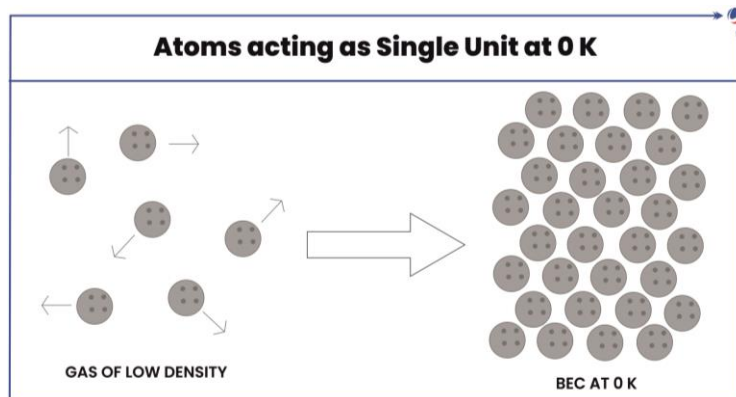 Atoms acting as Single Unit at 0 K
GAS OF LOW DENSITY
BEC AT 0 K